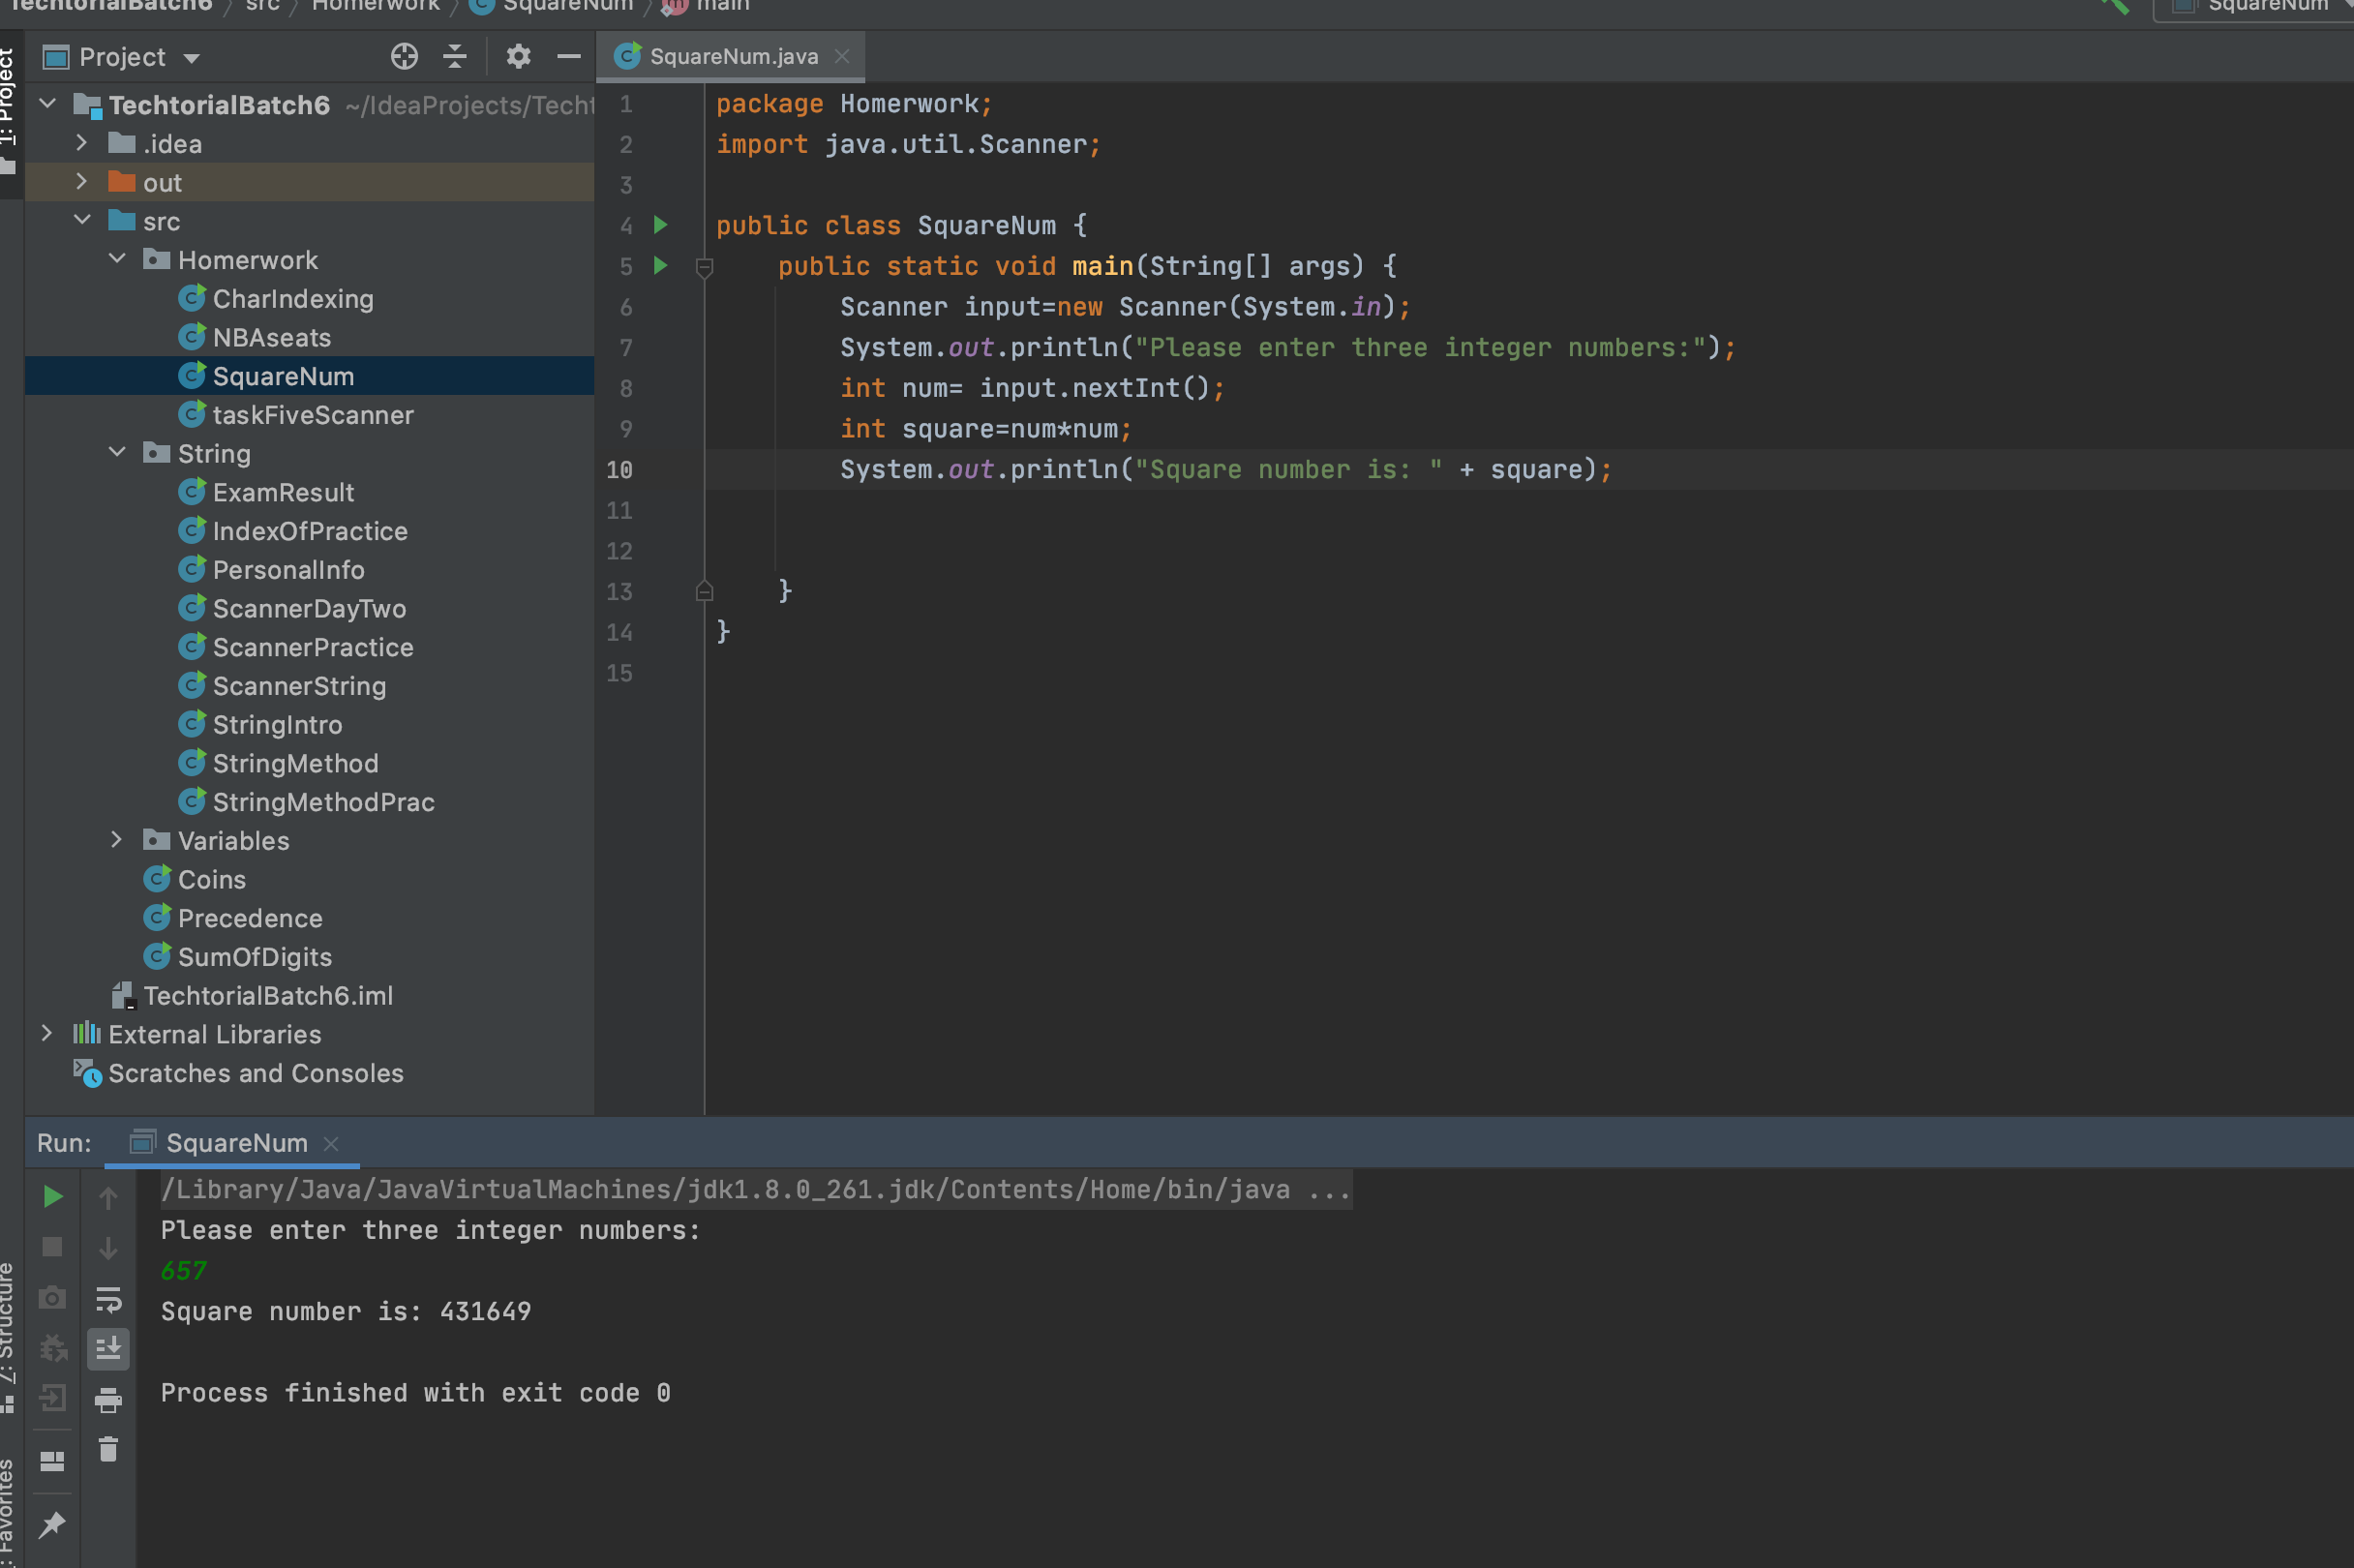 TechtorialBatch6 src Homerwork SquareNum main
SquareNum
1: Project
Project
SquareNum.java
TechtorialBatch6 ~/IdeaProjects/Techt
.idea
out
src
Homerwork
CharIndexing
NBAseats
SquareNum
taskFiveScanner
String
ExamResult
IndexOfPractice
PersonalInfo
ScannerDayTwo
ScannerPractice
ScannerString
StringIntro
StringMethod
StringMethodPrac
Variables
Coins
Precedence
SumOfDigits
TechtorialBatch6.iml
External Libraries
Scratches and Consoles
1 package Homerwork;
2 import java.util.Scanner;
3
4 public class SquareNum {
5 public static void main(String[] args) {
6 Scanner input=new Scanner(System.in);
7 System.out.println("Please enter three integer numbers:");
8 int num= input.nextInt();
9 int square=num*num;
10 System.out.println("Square number is: " + square);
11
12
13 }
14 }
15
Run: SquareNum
/Library/Java/JavaVirtualMachines/jdk1.8.0_261.jdk/Contents/Home/bin/java ...
Please enter three integer numbers:
657
Square number is: 431649
Process finished with exit code 0
Z: Structure
: Favorites